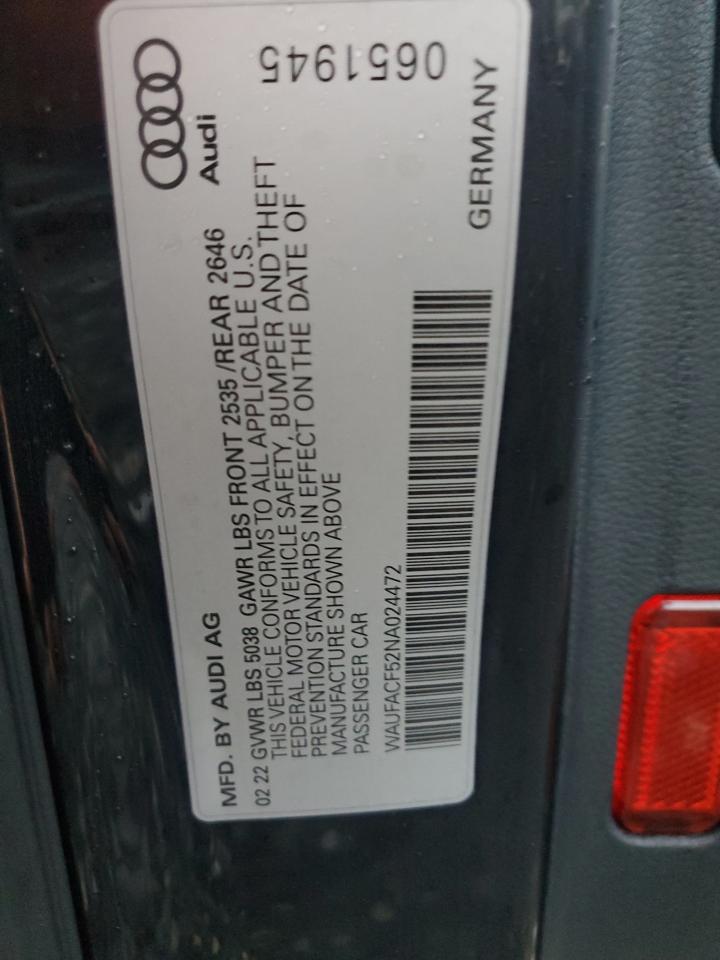 MFD. BY AUDI AG
Audi
02 22 GVWR LBS 5038 GAWR LBS FRONT 2535 / REAR 2646
THIS VEHICLE CONFORMS TO ALL APPLICABLE U.S.
FEDERAL MOTOR VEHICLE SAFETY, BUMPER AND THEFT
PREVENTION STANDARDS IN EFFECT ON THE DATE OF
MANUFACTURE SHOWN ABOVE
PASSENGER CAR
WAUFACF52NA024472
GERMANY
0651945